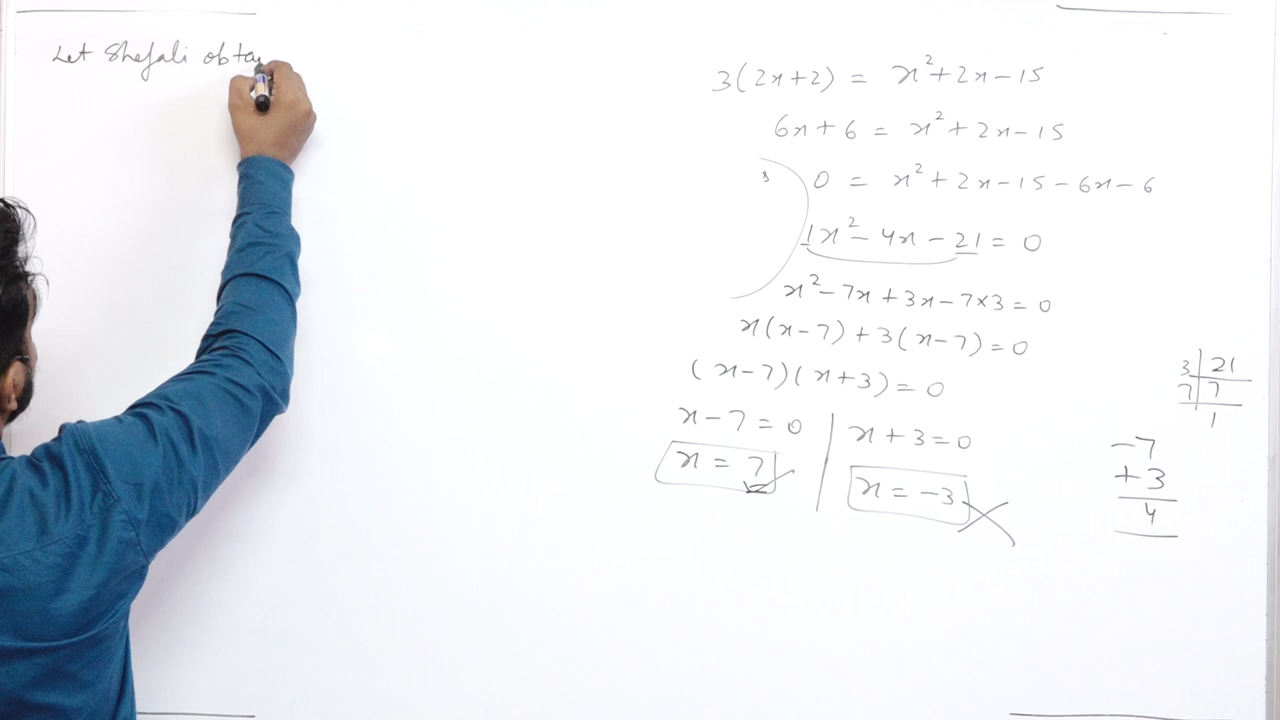 Let Shefali obta
3(2x+2) = x²+2x-15
6x+6 = x²+2x-15
0 = x²+2x-15-6x-6
1x²-4x-21=0
x²-7x+3x-7×3=0
x(x-7)+3(x-7)=0
(x-7)(x+3)=0
x-7=0
x=7
x+3=0
x=-3
3 21
7 7
1
-7
+3
4